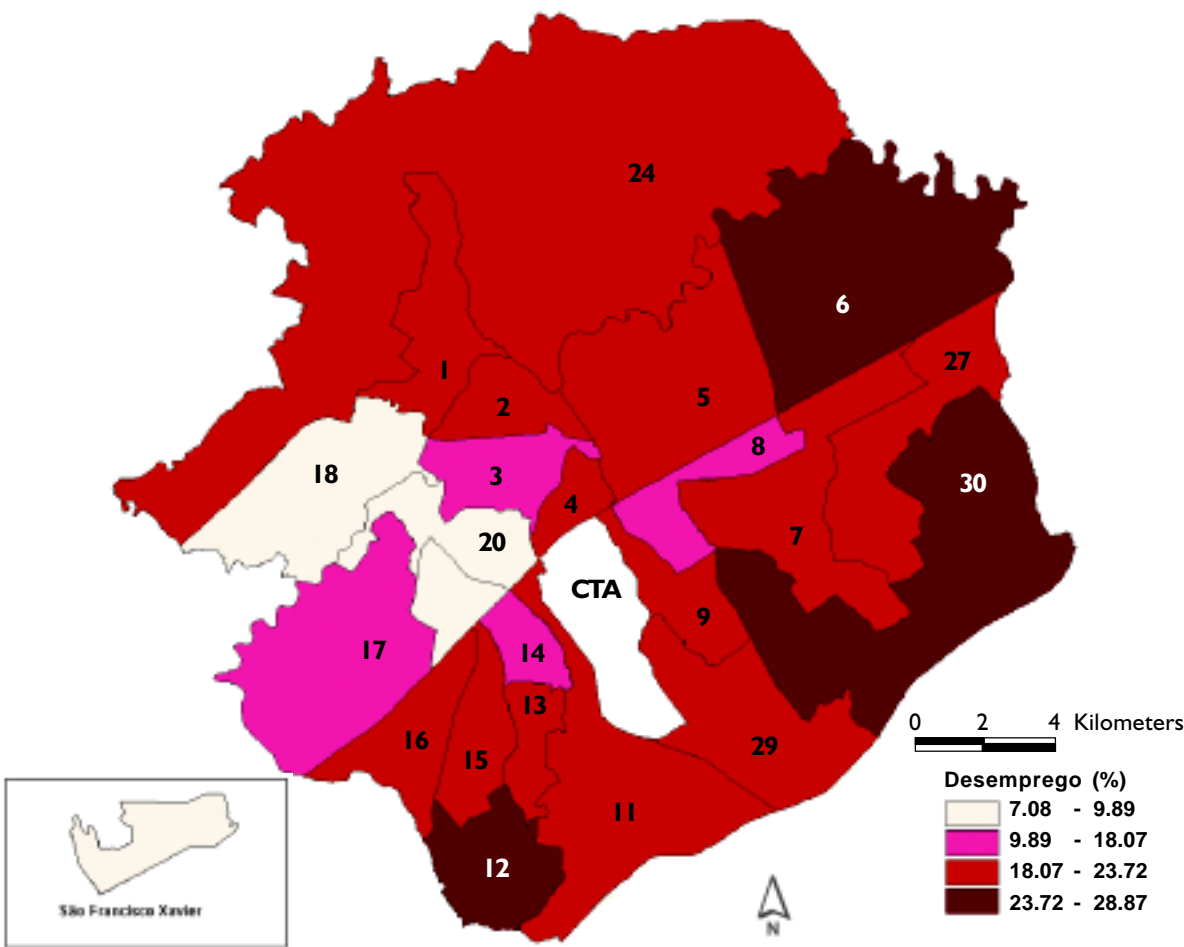 24
6
27
1
2
5
8
18
3
30
4
7
20
CTA
9
17
14
13
16
15
29
11
12
0 2 4 Kilometers
Desemprego (%)
7.08 - 9.89
9.89 - 18.07
18.07 - 23.72
23.72 - 28.87
São Francisco Xavier
N